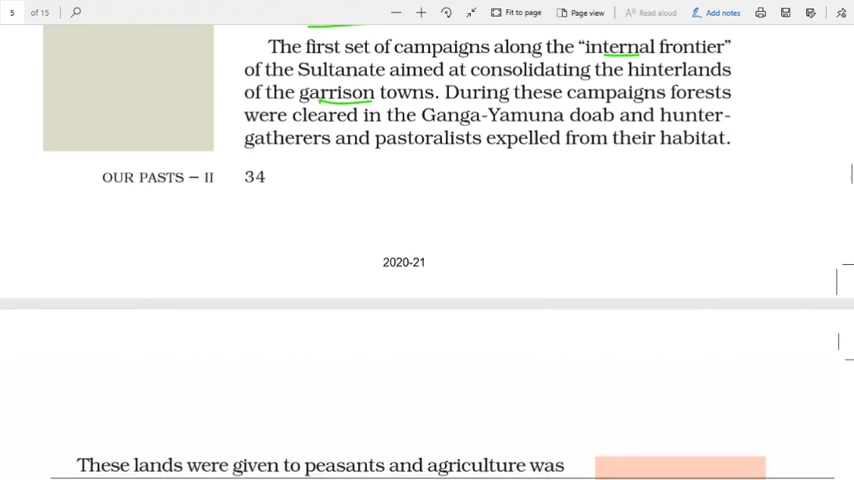 5 of 15 Fit to page Page view Read aloud Add notes
The first set of campaigns along the “internal frontier”
of the Sultanate aimed at consolidating the hinterlands
of the garrison towns. During these campaigns forests
were cleared in the Ganga-Yamuna doab and hunter-
gatherers and pastoralists expelled from their habitat.
OUR PASTS – II 34
2020-21
These lands were given to peasants and agriculture was